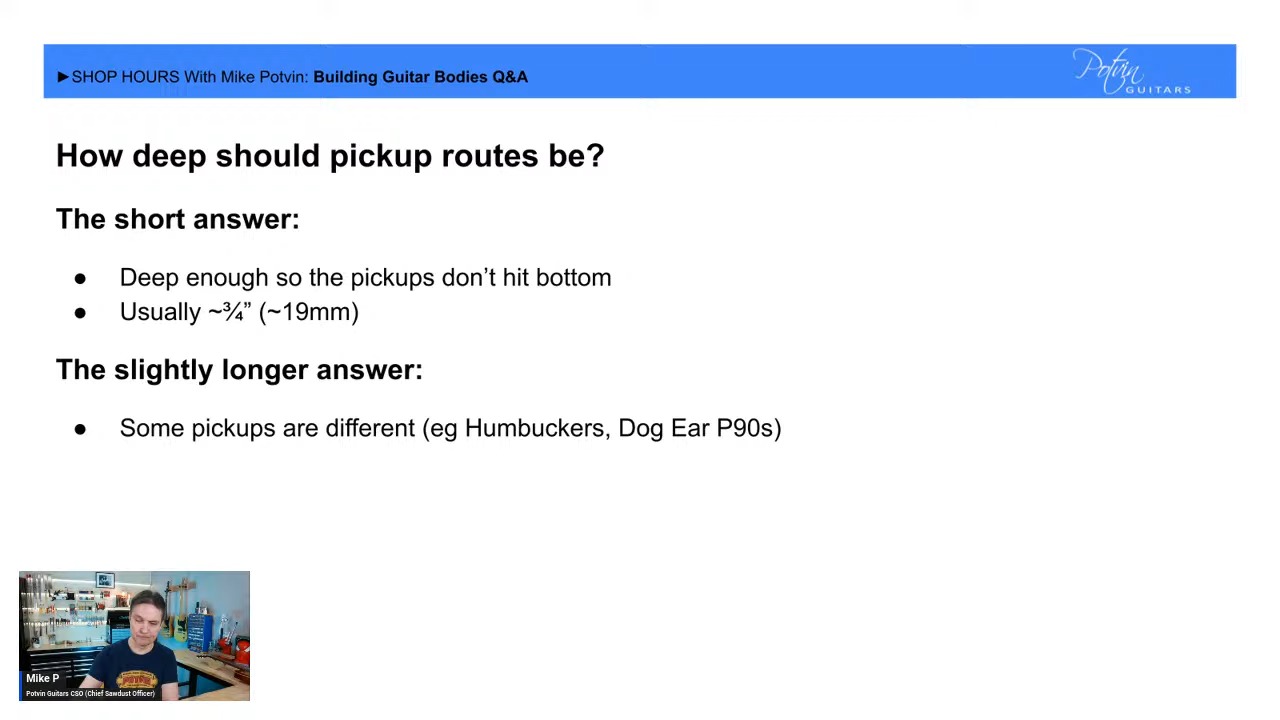 ►SHOP HOURS With Mike Potvin: Building Guitar Bodies Q&A
Potvin
GUITARS
How deep should pickup routes be?
The short answer:
● Deep enough so the pickups don’t hit bottom
● Usually ~¾” (~19mm)
The slightly longer answer:
● Some pickups are different (eg Humbuckers, Dog Ear P90s)
POTVIN
Mike P
Potvin Guitars CSO (Chief Sawdust Officer)